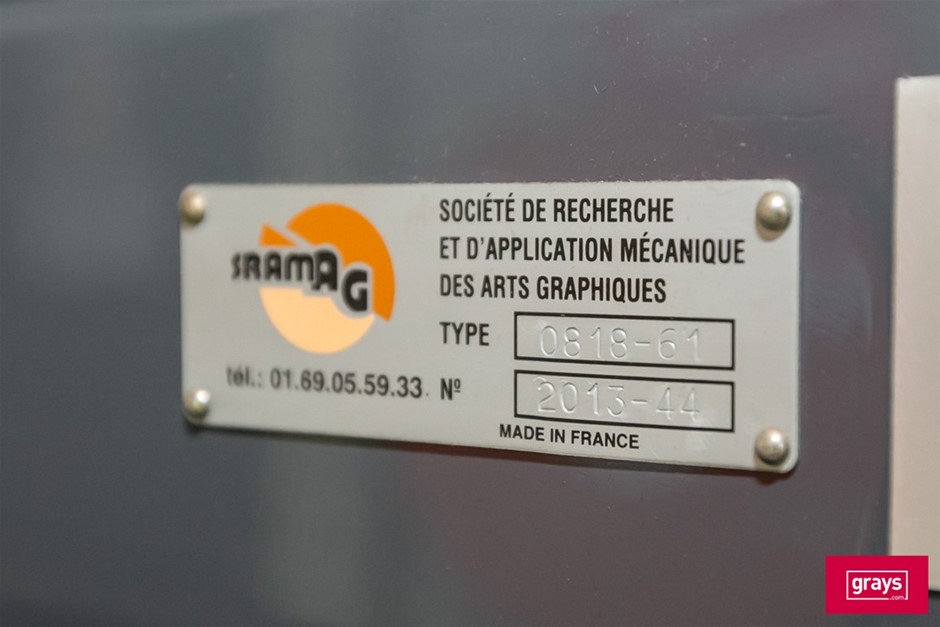 SRAMAG
SOCIÉTÉ DE RECHERCHE
ET D'APPLICATION MÉCANIQUE
DES ARTS GRAPHIQUES
TYPE 0818-61
tél.: 01.69.05.59.33. Nº 2013-44
MADE IN FRANCE
grays
.com